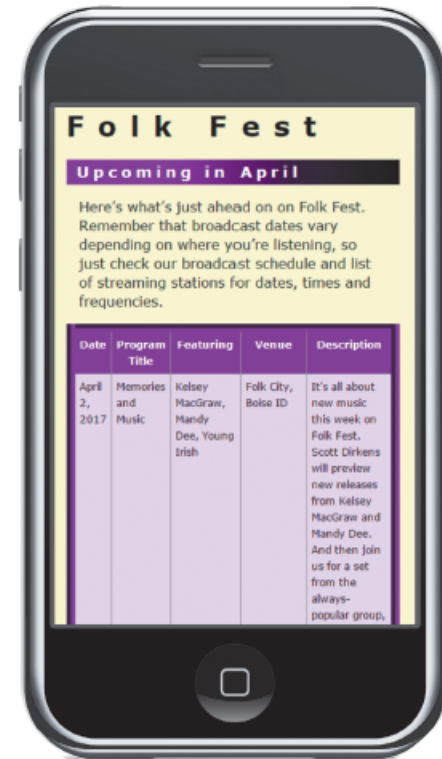 Folk Fest
Upcoming in April
Here's what's just ahead on on Folk Fest.
Remember that broadcast dates vary
depending on where you're listening, so
just check our broadcast schedule and list
of streaming stations for dates, times and
frequencies.
Date Program Title Featuring Venue Description
April 2, 2017
Memories and Music
Kelsey MacGraw, Mandy Dee, Young Irish
Folk City, Boise ID
It's all about
new music
this week on
Folk Fest.
Scott Dirkens
will preview
new releases
from Kelsey
MacGraw and
Mandy Dee.
And then join
us for a set
from the
always-
popular group,